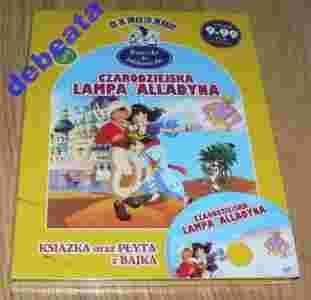 debeata
9,99
CZARODZIEJSKA
LAMPA ALLADYNA
KSIĄŻKA oraz PŁYTA
z BAJKĄ
CZARODZIEJSKA
LAMPA ALLADYNA